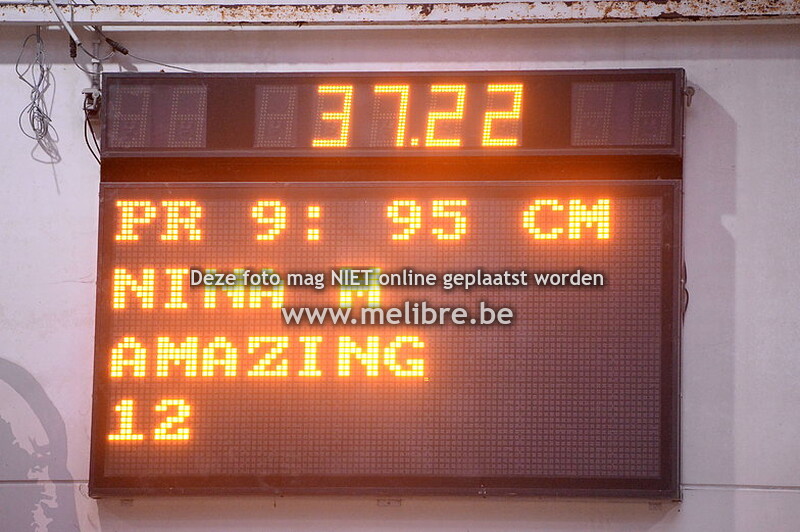 37.22
PR 9: 95 CM
NINA M
Deze foto mag NIET online geplaatst worden
www.melibre.be
AMAZING
12